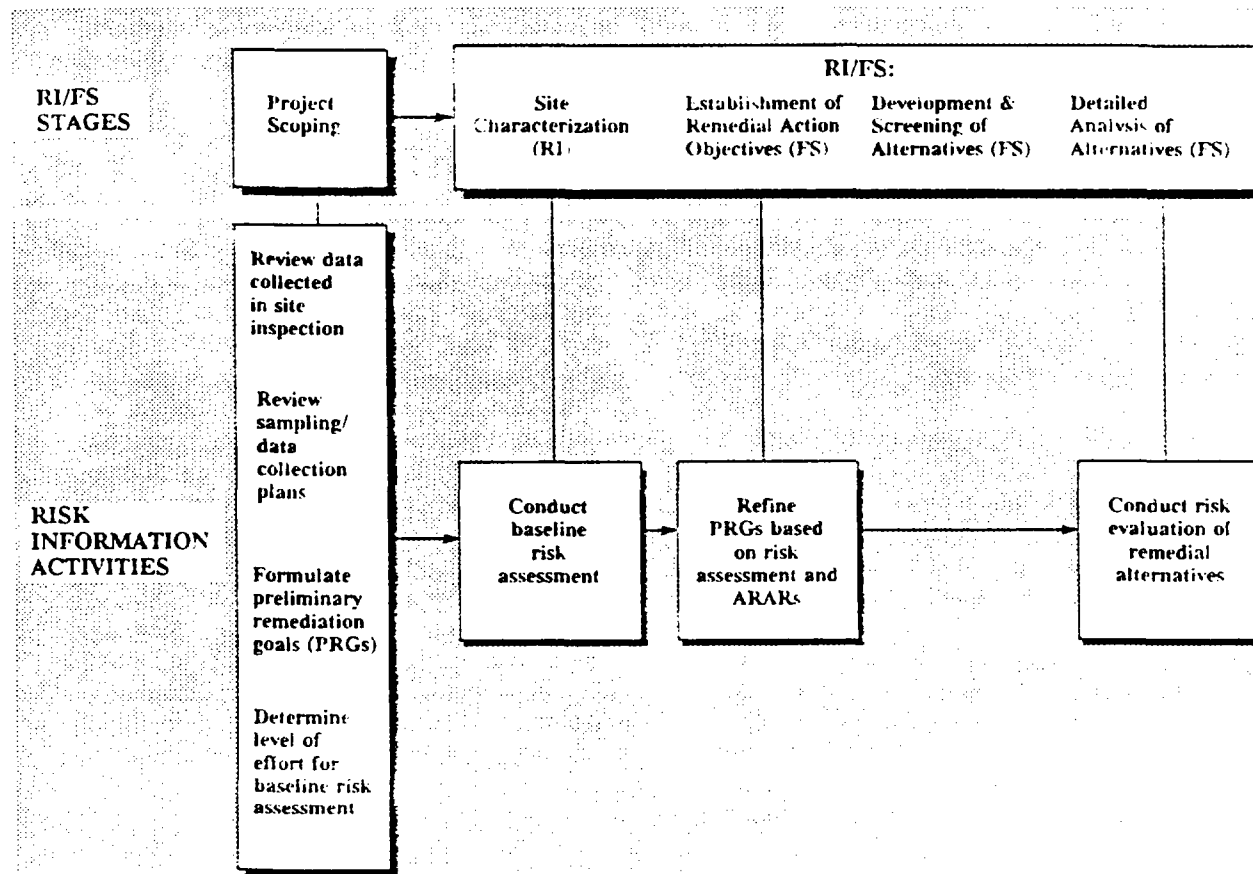 RI/FS
STAGES
Project
Scoping
RI/FS:
Site
Characterization
(RI)
Establishment of
Remedial Action
Objectives (FS)
Development &
Screening of
Alternatives (FS)
Detailed
Analysis of
Alternatives (FS)
RISK
INFORMATION
ACTIVITIES
Review data
collected
in site
inspection
Review
sampling/
data
collection
plans
Formulate
preliminary
remediation
goals (PRGs)
Determine
level of
effort for
baseline risk
assessment
Conduct
baseline
risk
assessment
Refine
PRGs based
on risk
assessment and
ARARs
Conduct risk
evaluation of
remedial
alternatives